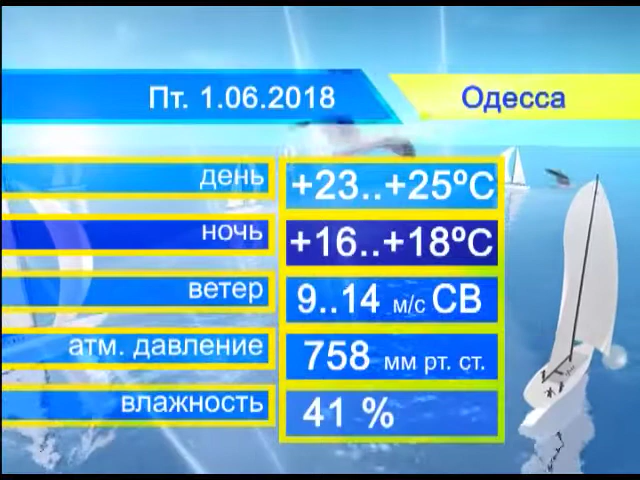 Пт. 1.06.2018 Одесса
день +23..+25ºC
ночь +16..+18ºC
ветер 9..14 м/с СВ
атм. давление 758 мм рт. ст.
влажность 41 %